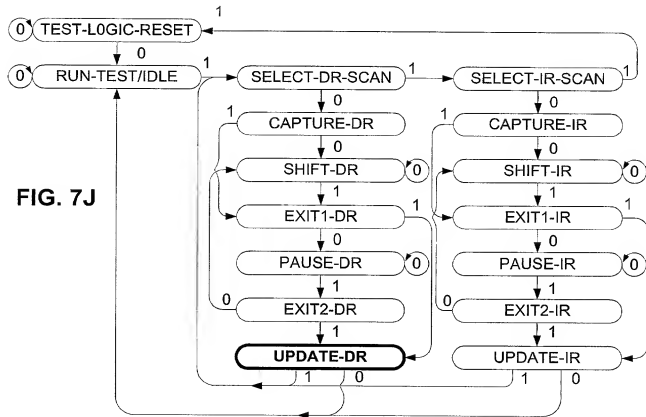 1
0 TEST-L0GIC-RESET
0
0 RUN-TEST/IDLE 1 SELECT-DR-SCAN 1 SELECT-IR-SCAN 1
0 0
1 CAPTURE-DR 1 CAPTURE-IR
0 0
SHIFT-DR 0 SHIFT-IR 0
FIG. 7J
1 1
EXIT1-DR 1 EXIT1-IR 1
0 0
PAUSE-DR 0 PAUSE-IR 0
1 1
0 EXIT2-DR 0 EXIT2-IR
1 1
UPDATE-DR UPDATE-IR
1 0 1 0